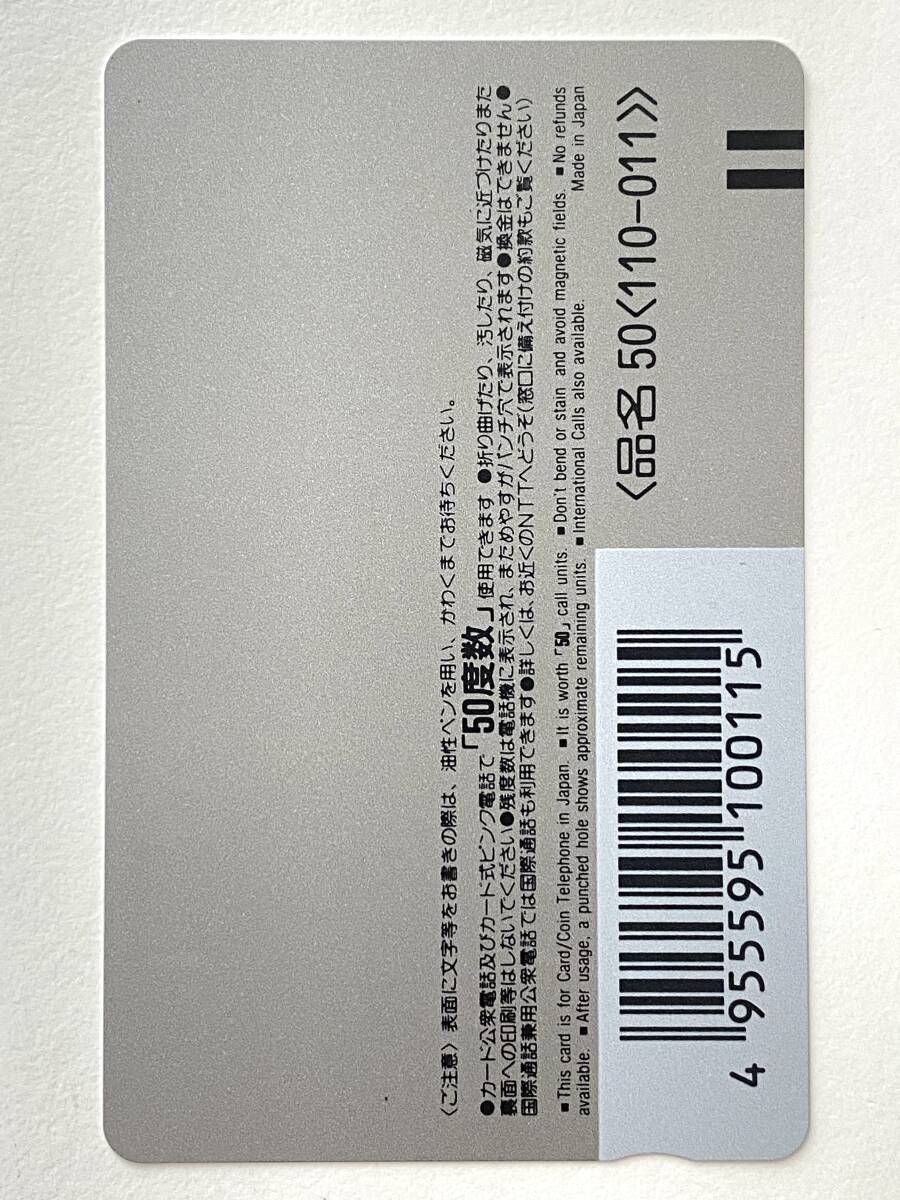 〈ご注意〉表面に文字等をお書きの際は、油性ペンを用い、かわくまでお待ちください。
●カード公衆電話及びカード式ピンク電話で「50度数」使用できます ●折り曲げたり、汚したり、磁気に近づけたりまた
裏面への印刷等はしないでください●残度数は電話機に表示され、まためやすがパンチ穴で表示されます●換金はできません●
国際通話兼用公衆電話では国際通話も利用できます●詳しくは、お近くのNTTへどうぞ(窓口に備え付けの約款もご覧ください)
■This card is for Card/Coin Telephone in Japan. ■It is worth「50」call units. ■Don't bend or stain and avoid magnetic fields. ■No refunds
available. ■After usage, a punched hole shows approximate remaining units. ■International Calls also available. Made in Japan
〈品名 50〈110-011〉〉
4 955595 100115